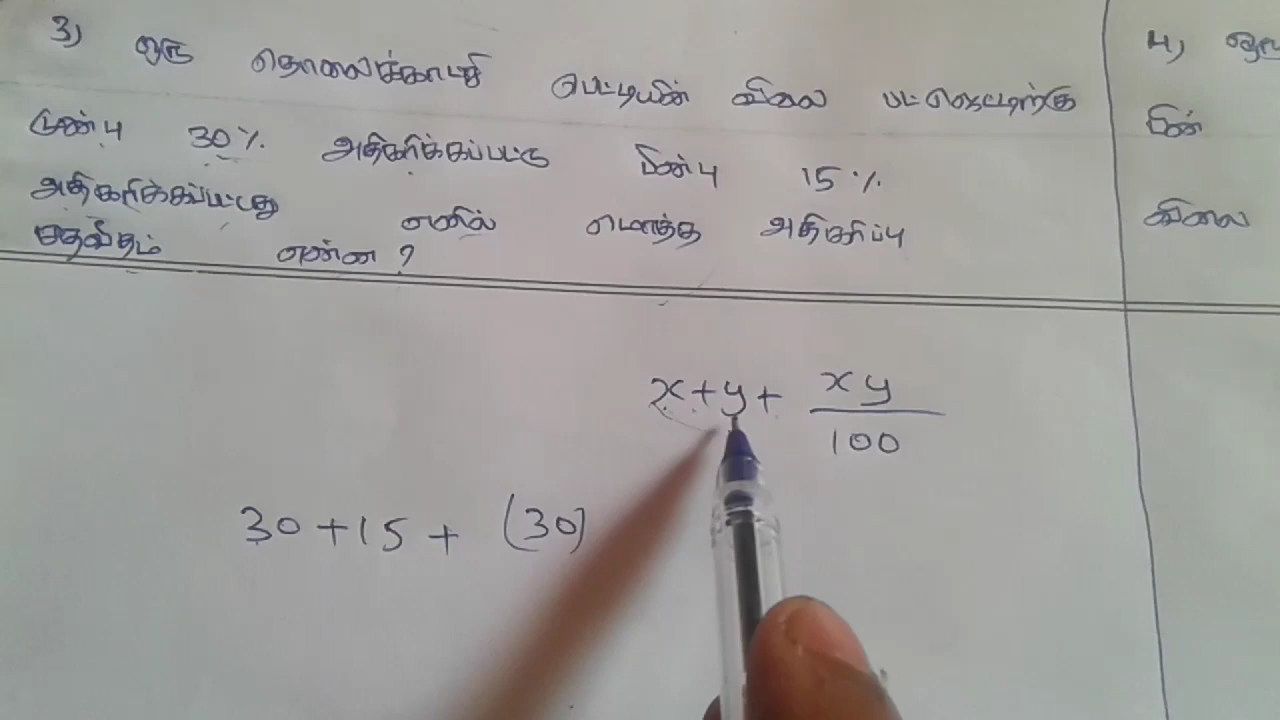 3) ஒரு தொலைக்காட்சி பெட்டியின் விலை பட்ஜெட்டிற்கு
முன்பு 30% அதிகரிக்கப்பட்டு பின்பு 15%
அதிகரிக்கப்பட்டது எனில் மொத்த அதிகரிப்பு
சதவீதம் என்ன?
4) ஒரு
பின்
விலை
x+y+ xy
100
30+15+ (30)